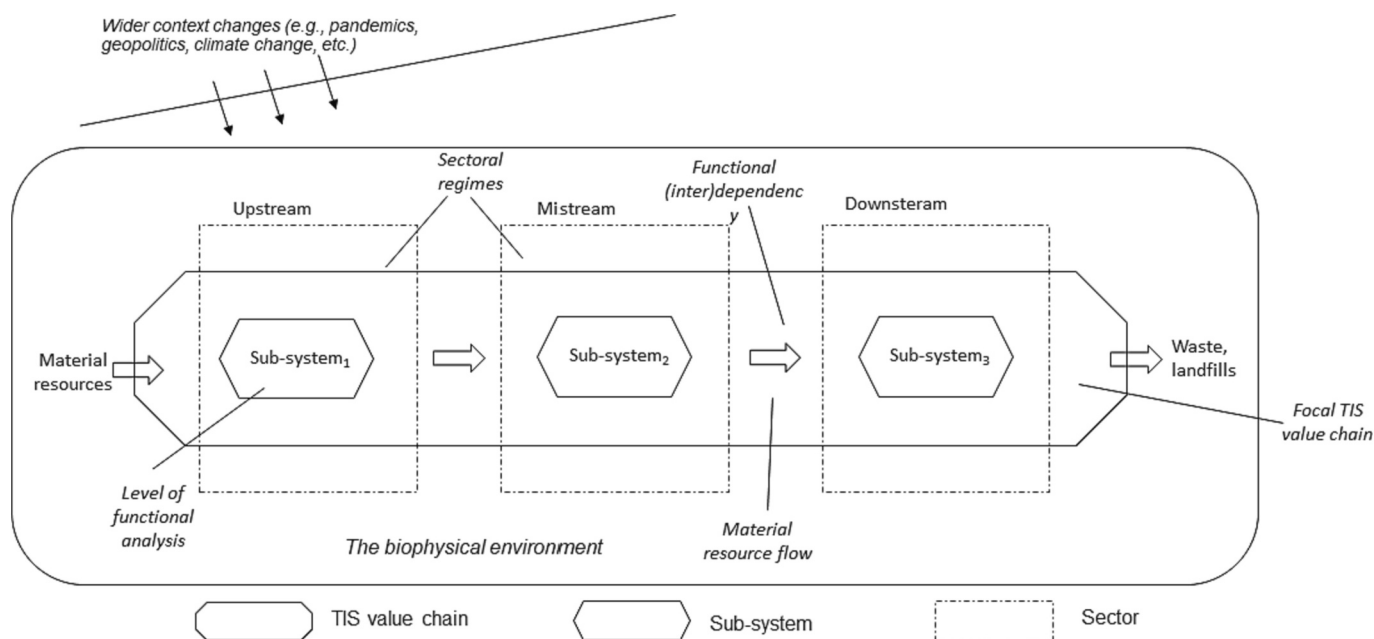 Wider context changes (e.g., pandemics,
geopolitics, climate change, etc.)
Sectoral
regimes
Functional
(inter)dependenc
y
Upstream
Mistream
Downsteram
Material
resources
Sub-system1
Sub-system2
Sub-system3
Waste,
landfills
Focal TIS
value chain
Level of
functional
analysis
Material
resource flow
The biophysical environment
TIS value chain
Sub-system
Sector